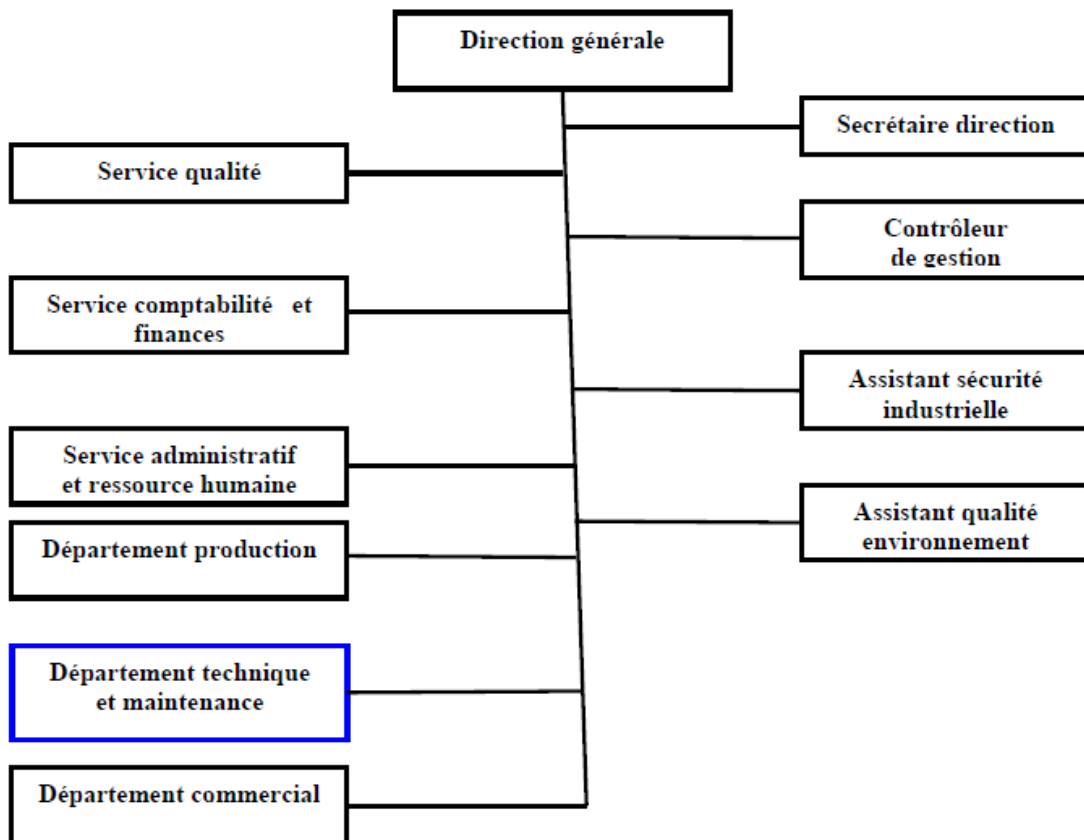 Direction générale
Secrétaire direction
Service qualité
Contrôleur
de gestion
Service comptabilité et
finances
Assistant sécurité
industrielle
Service administratif
et ressource humaine
Assistant qualité
environnement
Département production
Département technique
et maintenance
Département commercial